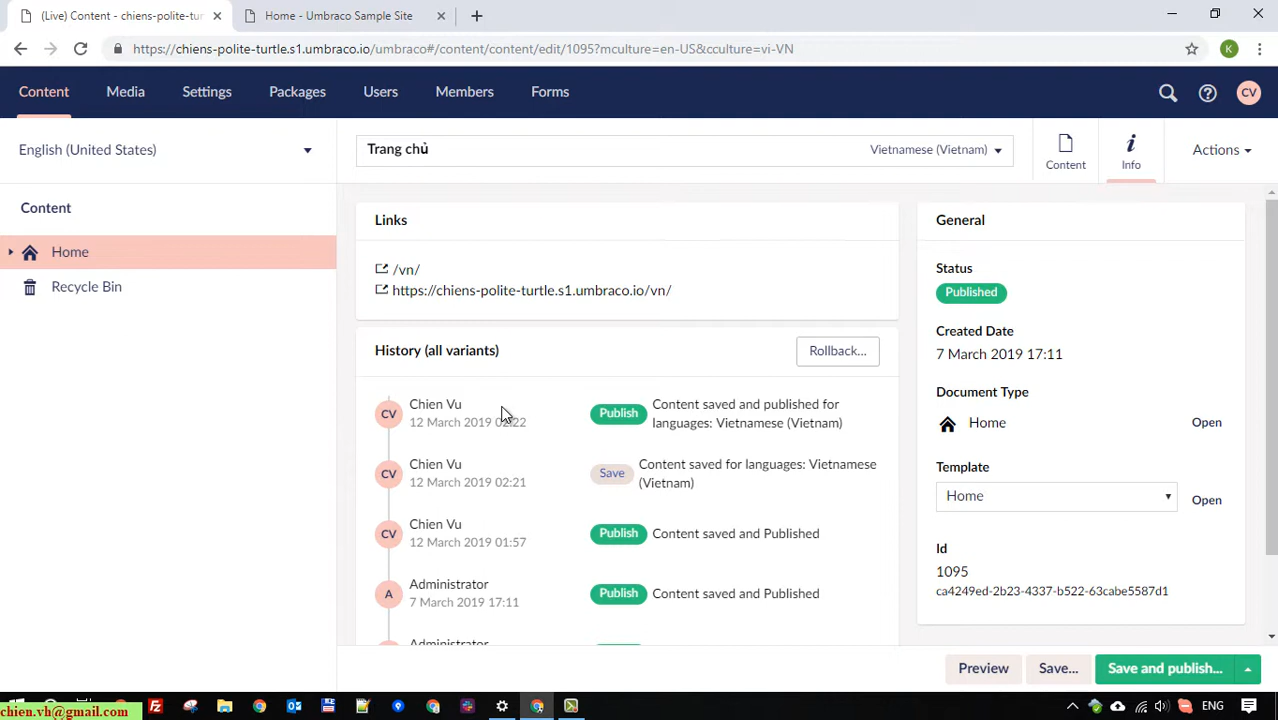 (Live) Content - chiens-polite-tur
Home - Umbraco Sample Site
https://chiens-polite-turtle.s1.umbraco.io/umbraco#/content/content/edit/1095?mculture=en-US&cculture=vi-VN
K
Content
Media
Settings
Packages
Users
Members
Forms
CV
English (United States)
Trang chủ
Vietnamese (Vietnam)
Content
Info
Actions
Content
Home
Recycle Bin
Links
/vn/
https://chiens-polite-turtle.s1.umbraco.io/vn/
History (all variants)
Rollback...
CV
Chien Vu
12 March 2019 02:22
Publish
Content saved and published for
languages: Vietnamese (Vietnam)
CV
Chien Vu
12 March 2019 02:21
Save
Content saved for languages: Vietnamese
(Vietnam)
CV
Chien Vu
12 March 2019 01:57
Publish
Content saved and Published
A
Administrator
7 March 2019 17:11
Publish
Content saved and Published
Administrator
General
Status
Published
Created Date
7 March 2019 17:11
Document Type
Home
Open
Template
Home
Open
Id
1095
ca4249ed-2b23-4337-b522-63cabe5587d1
Preview
Save...
Save and publish...
chien.vh@gmail.com
ENG